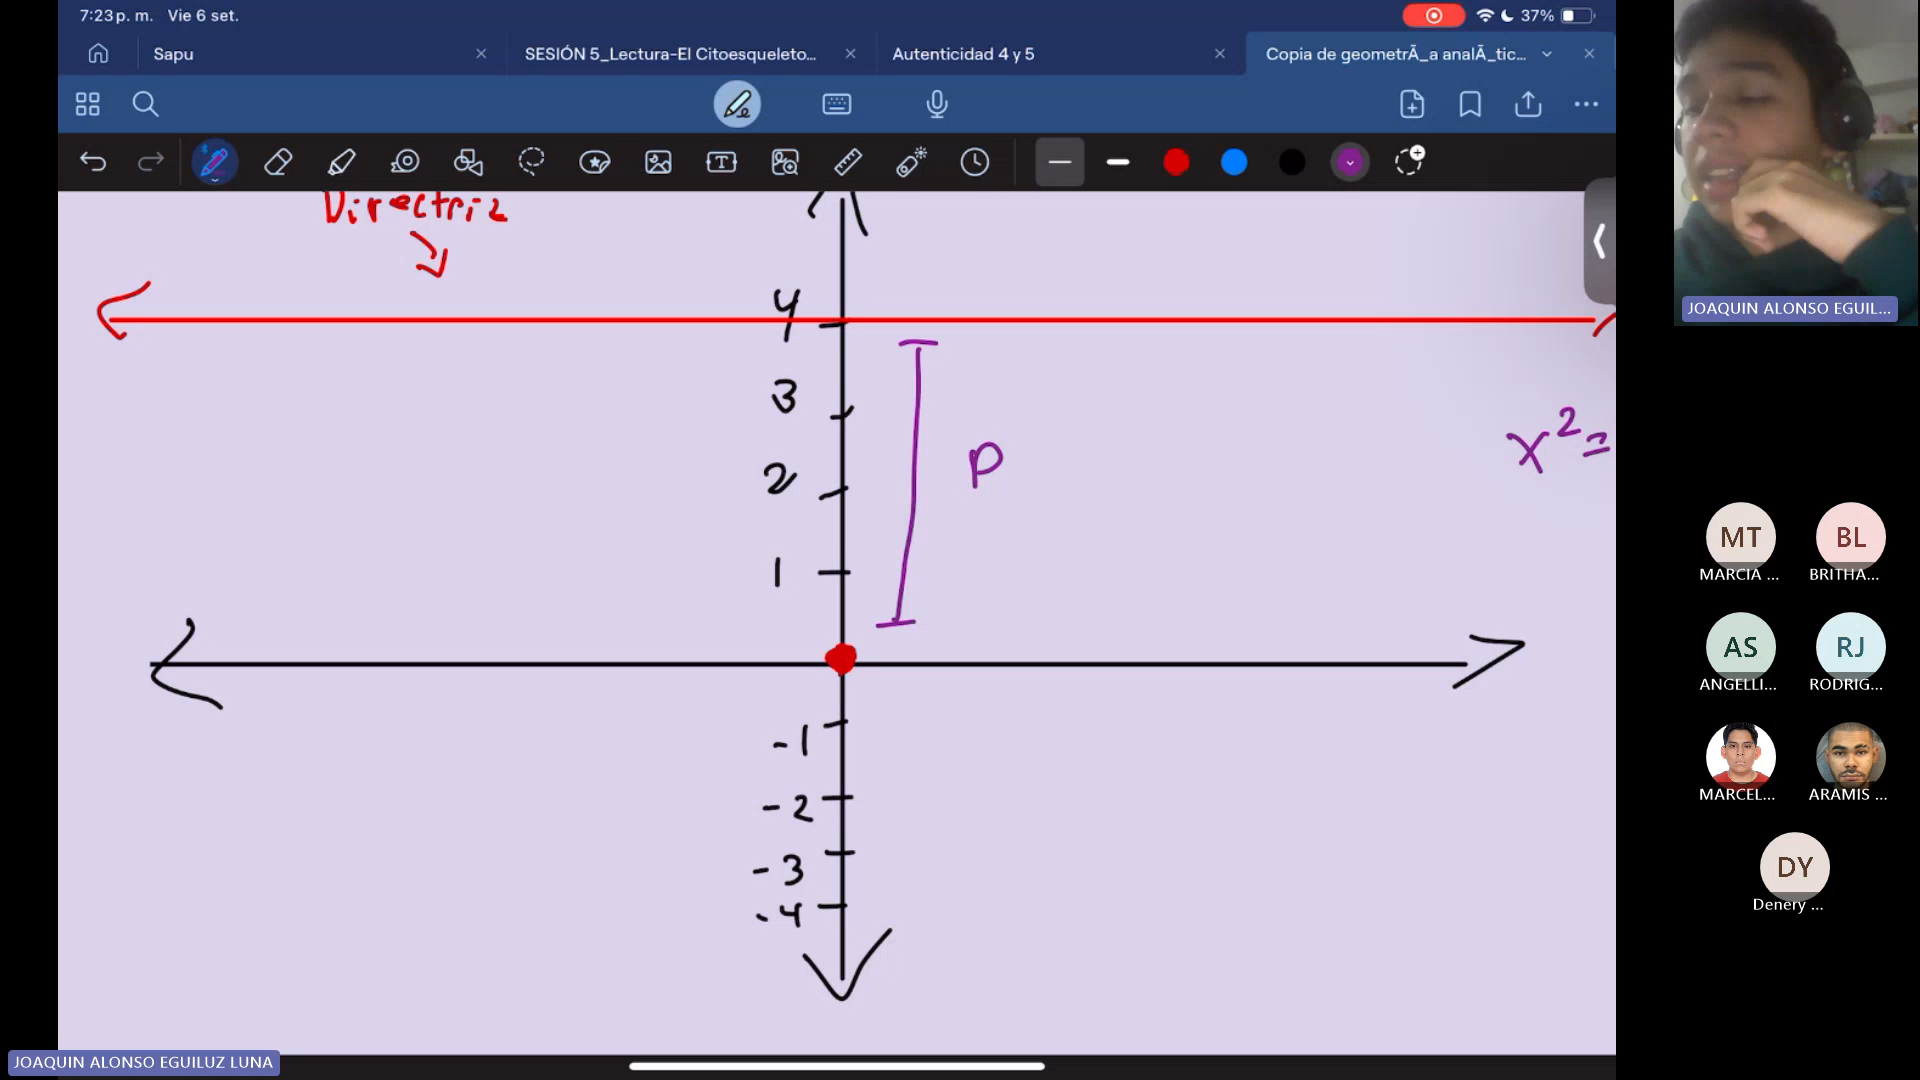 7:23 p. m. Vie 6 set.
37%
Sapu
SESIÓN 5_Lectura-El Citoesqueleto...
Autenticidad 4 y 5
Copia de geometrÃ_a analÃ_tic...
Directriz
4
3
2
1
P
x²=
-1
-2
-3
-4
JOAQUIN ALONSO EGUIL...
MT
MARCIA ...
BL
BRITHA...
AS
ANGELLI...
RJ
RODRIG...
MARCEL...
ARAMIS ...
DY
Denery ...
JOAQUIN ALONSO EGUILUZ LUNA